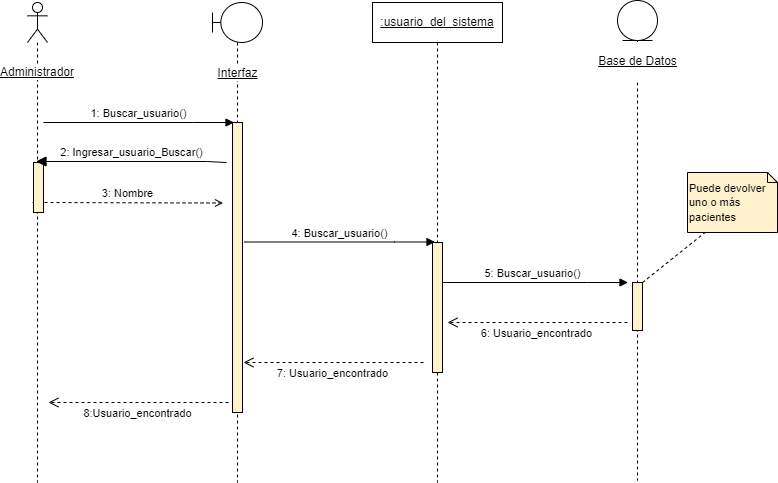 :usuario_del_sistema
Administrador
Interfaz
Base de Datos
1: Buscar_usuario()
2: Ingresar_usuario_Buscar()
3: Nombre
Puede devolver
uno o más
pacientes
4: Buscar_usuario()
5: Buscar_usuario()
6: Usuario_encontrado
7: Usuario_encontrado
8:Usuario_encontrado